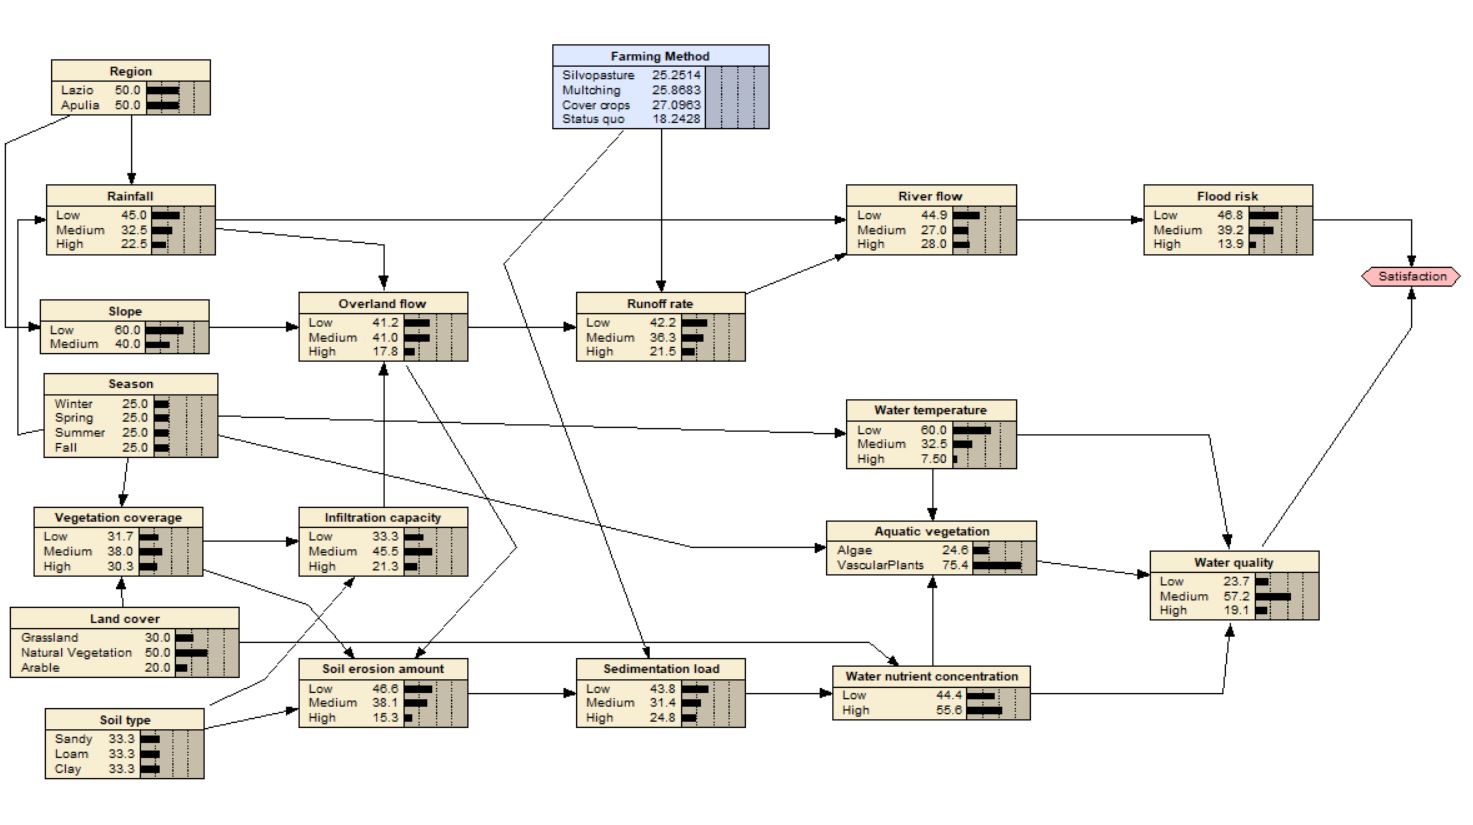 Region
Lazio 50.0
Apulia 50.0
Farming Method
Silvopasture 25.2514
Multching 25.8683
Cover crops 27.0963
Status quo 18.2428
Rainfall
Low 45.0
Medium 32.5
High 22.5
River flow
Low 44.9
Medium 27.0
High 28.0
Flood risk
Low 46.8
Medium 39.2
High 13.9
Satisfaction
Slope
Low 60.0
Medium 40.0
Overland flow
Low 41.2
Medium 41.0
High 17.8
Runoff rate
Low 42.2
Medium 36.3
High 21.5
Season
Winter 25.0
Spring 25.0
Summer 25.0
Fall 25.0
Water temperature
Low 60.0
Medium 32.5
High 7.50
Vegetation coverage
Low 31.7
Medium 38.0
High 30.3
Infiltration capacity
Low 33.3
Medium 45.5
High 21.3
Aquatic vegetation
Algae 24.6
VascularPlants 75.4
Water quality
Low 23.7
Medium 57.2
High 19.1
Land cover
Grassland 30.0
Natural Vegetation 50.0
Arable 20.0
Soil erosion amount
Low 46.6
Medium 38.1
High 15.3
Sedimentation load
Low 43.8
Medium 31.4
High 24.8
Water nutrient concentration
Low 44.4
High 55.6
Soil type
Sandy 33.3
Loam 33.3
Clay 33.3